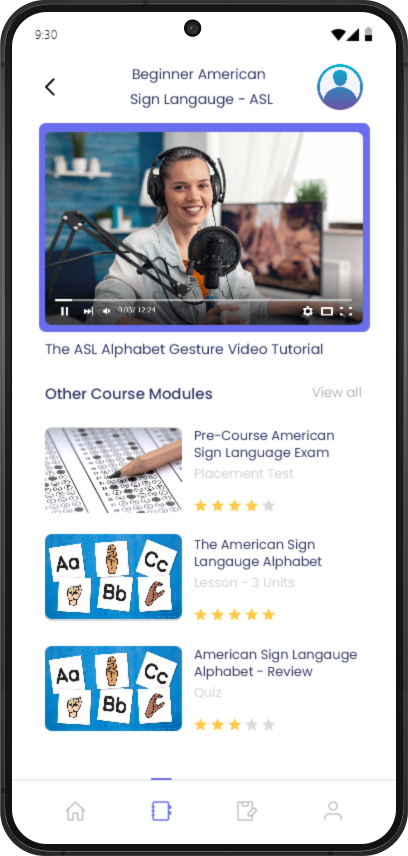 9:30
Beginner American
Sign Langauge - ASL
0:03/ 12:24
The ASL Alphabet Gesture Video Tutorial
Other Course Modules
View all
Pre-Course American
Sign Language Exam
Placement Test
Aa
Cc
Bb
The American Sign
Langauge Alphabet
Lesson - 3 Units
Aa
Cc
Bb
American Sign Langauge
Alphabet - Review
Quiz